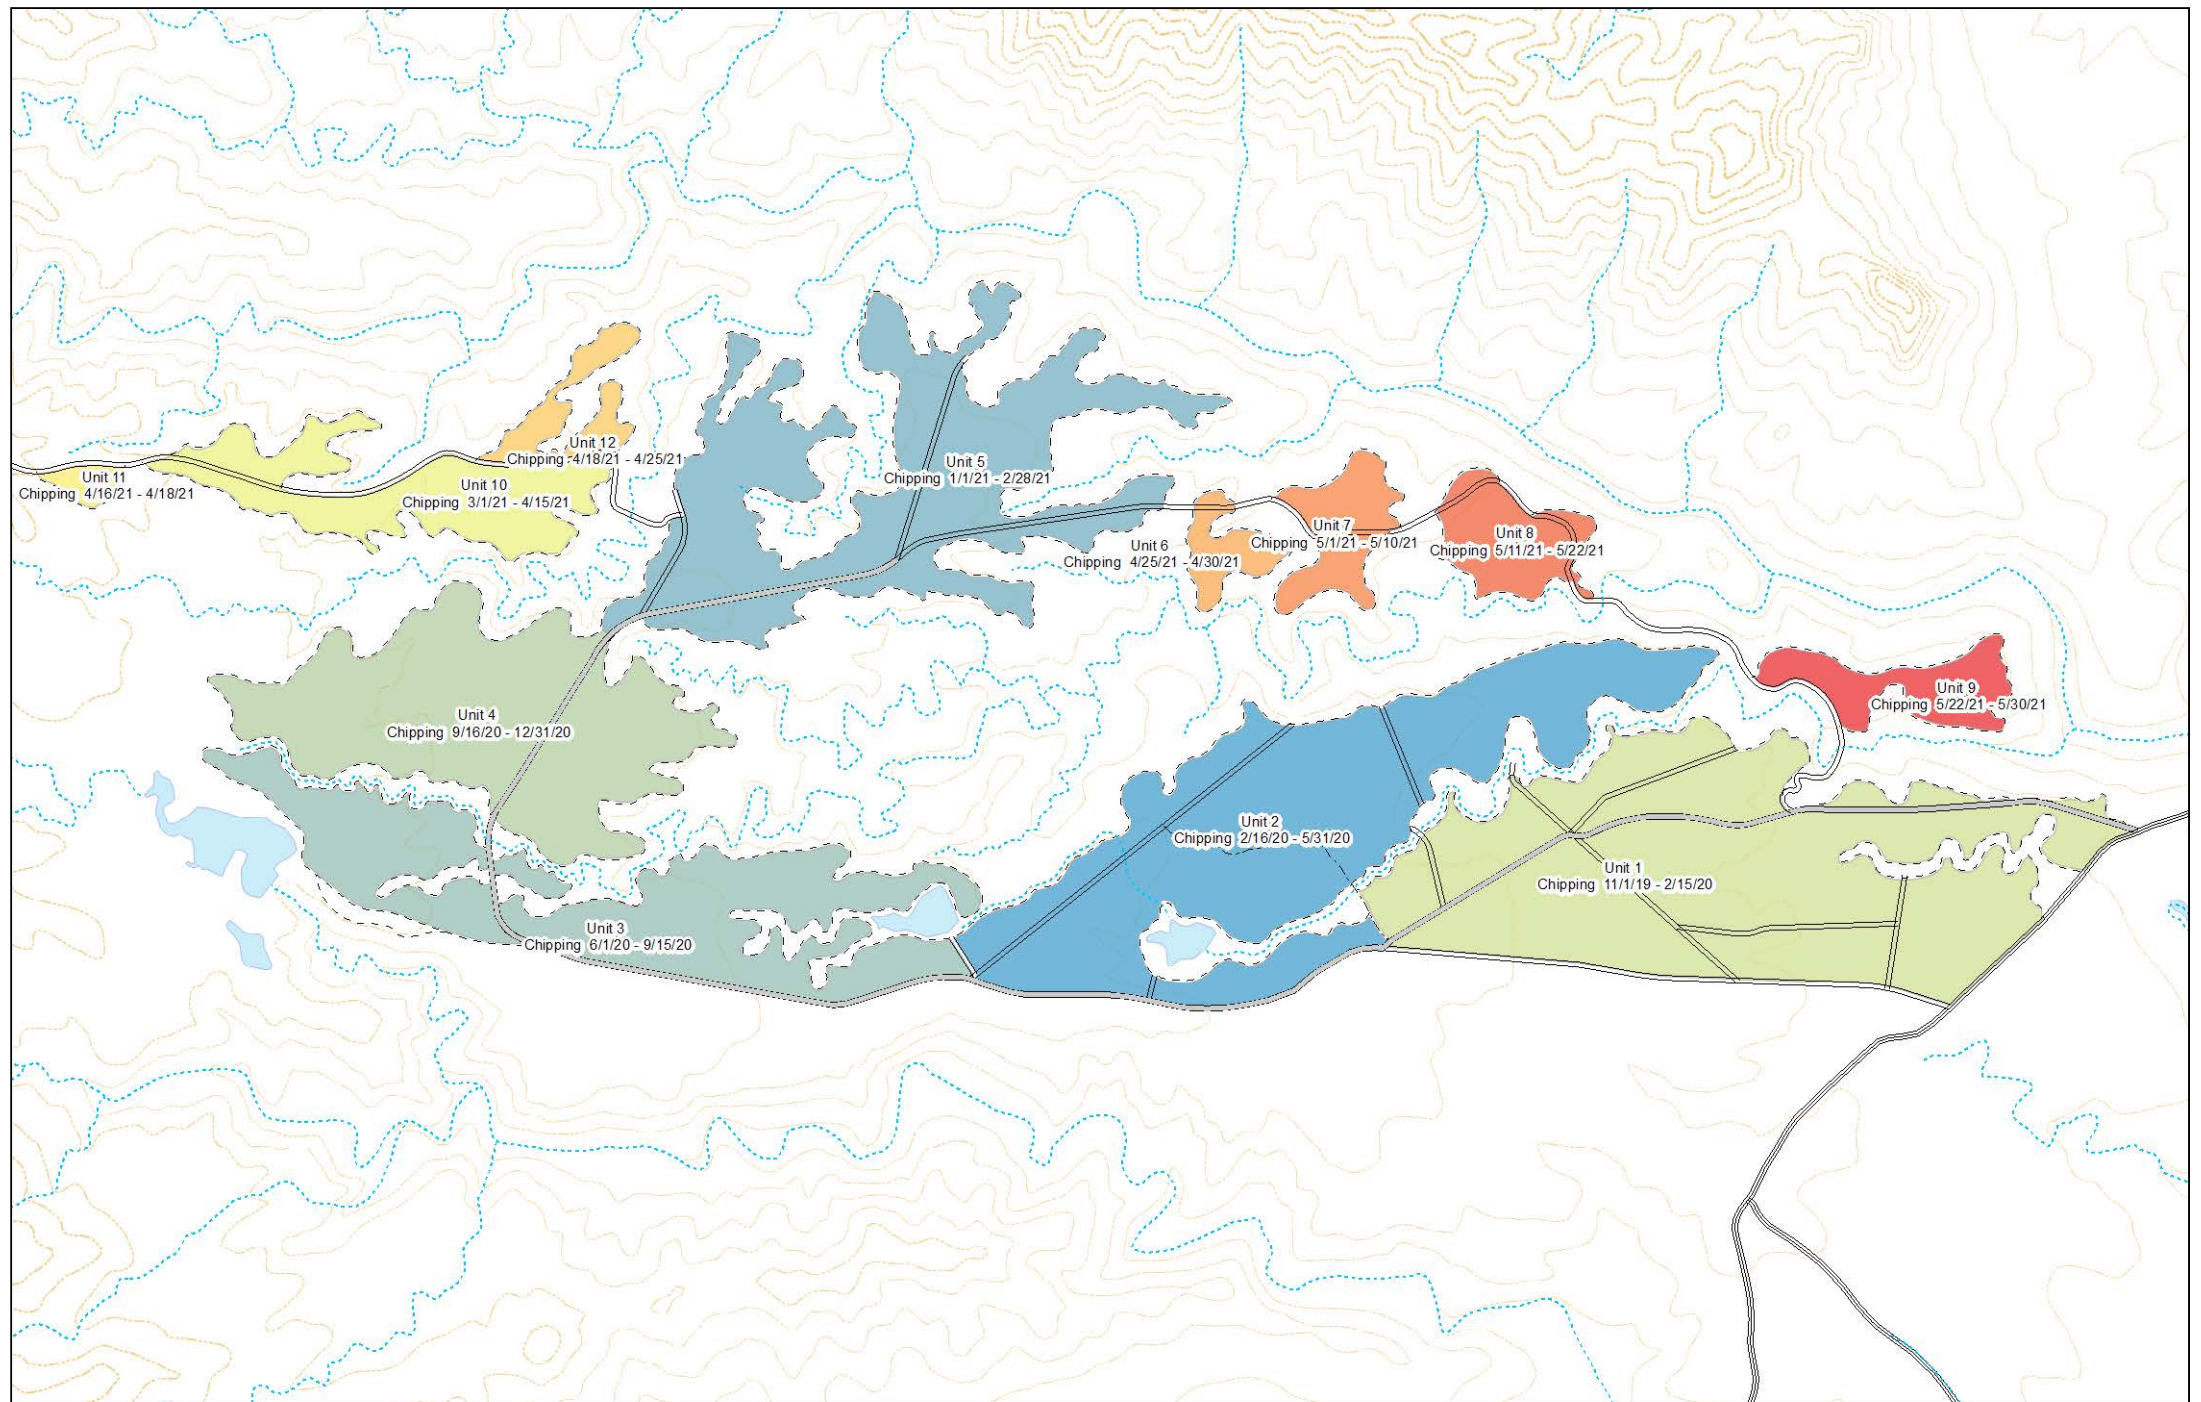 Unit 12
Chipping 4/18/21 - 4/25/21
Unit 5
Chipping 1/1/21 - 2/28/21
Unit 11
Chipping 4/16/21 - 4/18/21
Unit 10
Chipping 3/1/21 - 4/15/21
Unit 7
Chipping 5/1/21 - 5/10/21
Unit 8
Chipping 5/11/21 - 5/22/21
Unit 6
Chipping 4/25/21 - 4/30/21
Unit 9
Chipping 5/22/21 - 5/30/21
Unit 4
Chipping 9/16/20 - 12/31/20
Unit 2
Chipping 2/16/20 - 5/31/20
Unit 1
Chipping 11/1/19 - 2/15/20
Unit 3
Chipping 6/1/20 - 9/15/20